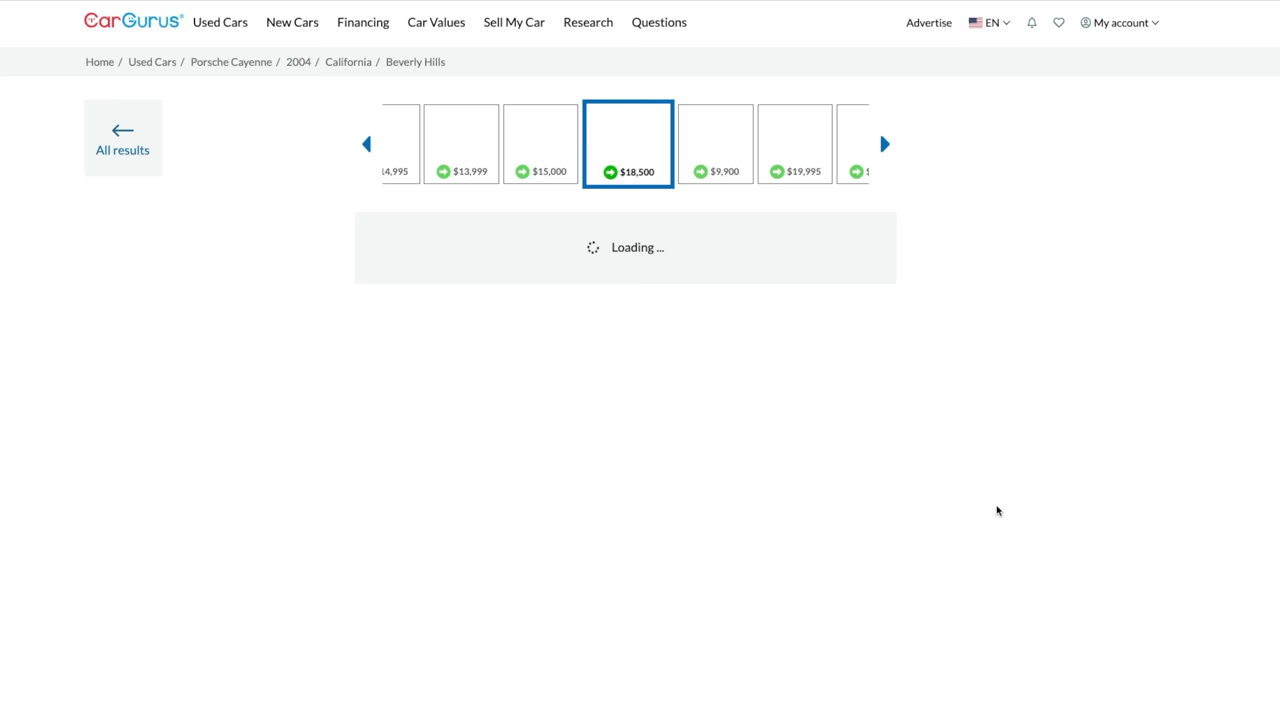 CarGurus® Used Cars New Cars Financing Car Values Sell My Car Research Questions Advertise EN My account
Home / Used Cars / Porsche Cayenne / 2004 / California / Beverly Hills
All results
4,995 $13,999 $15,000 $18,500 $9,900 $19,995 $
Loading ...